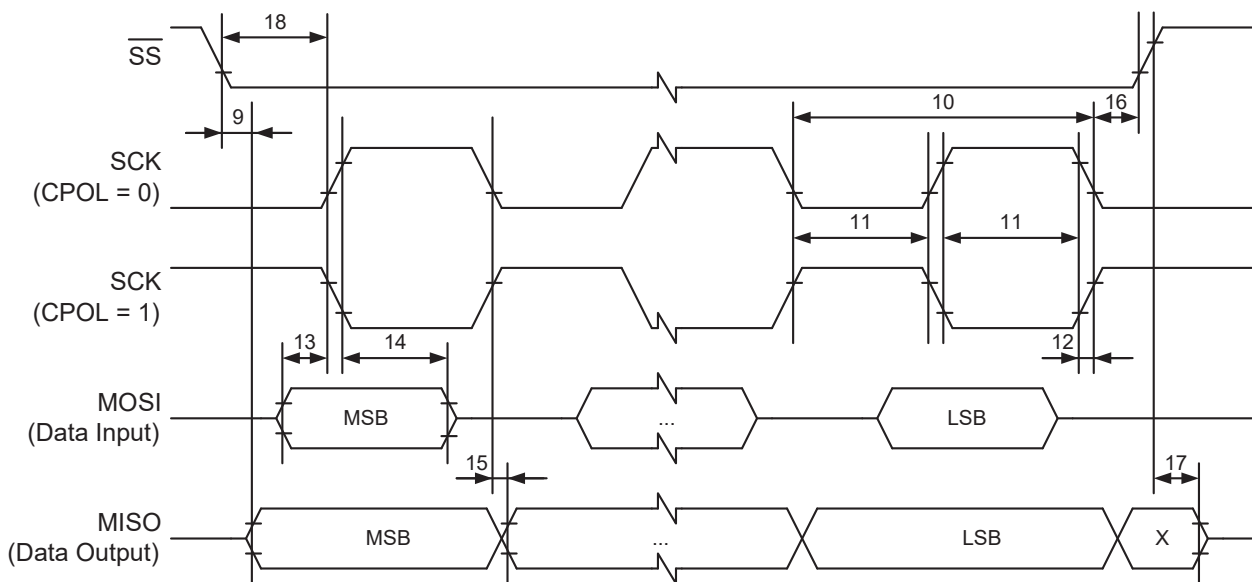 18
SS
9
10
16
SCK
(CPOL = 0)
11
11
SCK
(CPOL = 1)
13
14
12
MOSI
(Data Input)
MSB
...
LSB
15
17
MISO
(Data Output)
MSB
...
LSB
X